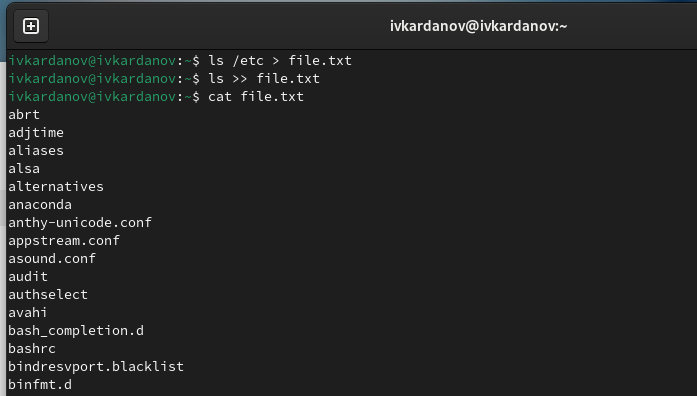 ivkardanov@ivkardanov:~
ivkardanov@ivkardanov:~$ ls /etc > file.txt
ivkardanov@ivkardanov:~$ ls >> file.txt
ivkardanov@ivkardanov:~$ cat file.txt
abrt
adjtime
aliases
alsa
alternatives
anaconda
anthy-unicode.conf
appstream.conf
asound.conf
audit
authselect
avahi
bash_completion.d
bashrc
bindresvport.blacklist
binfmt.d